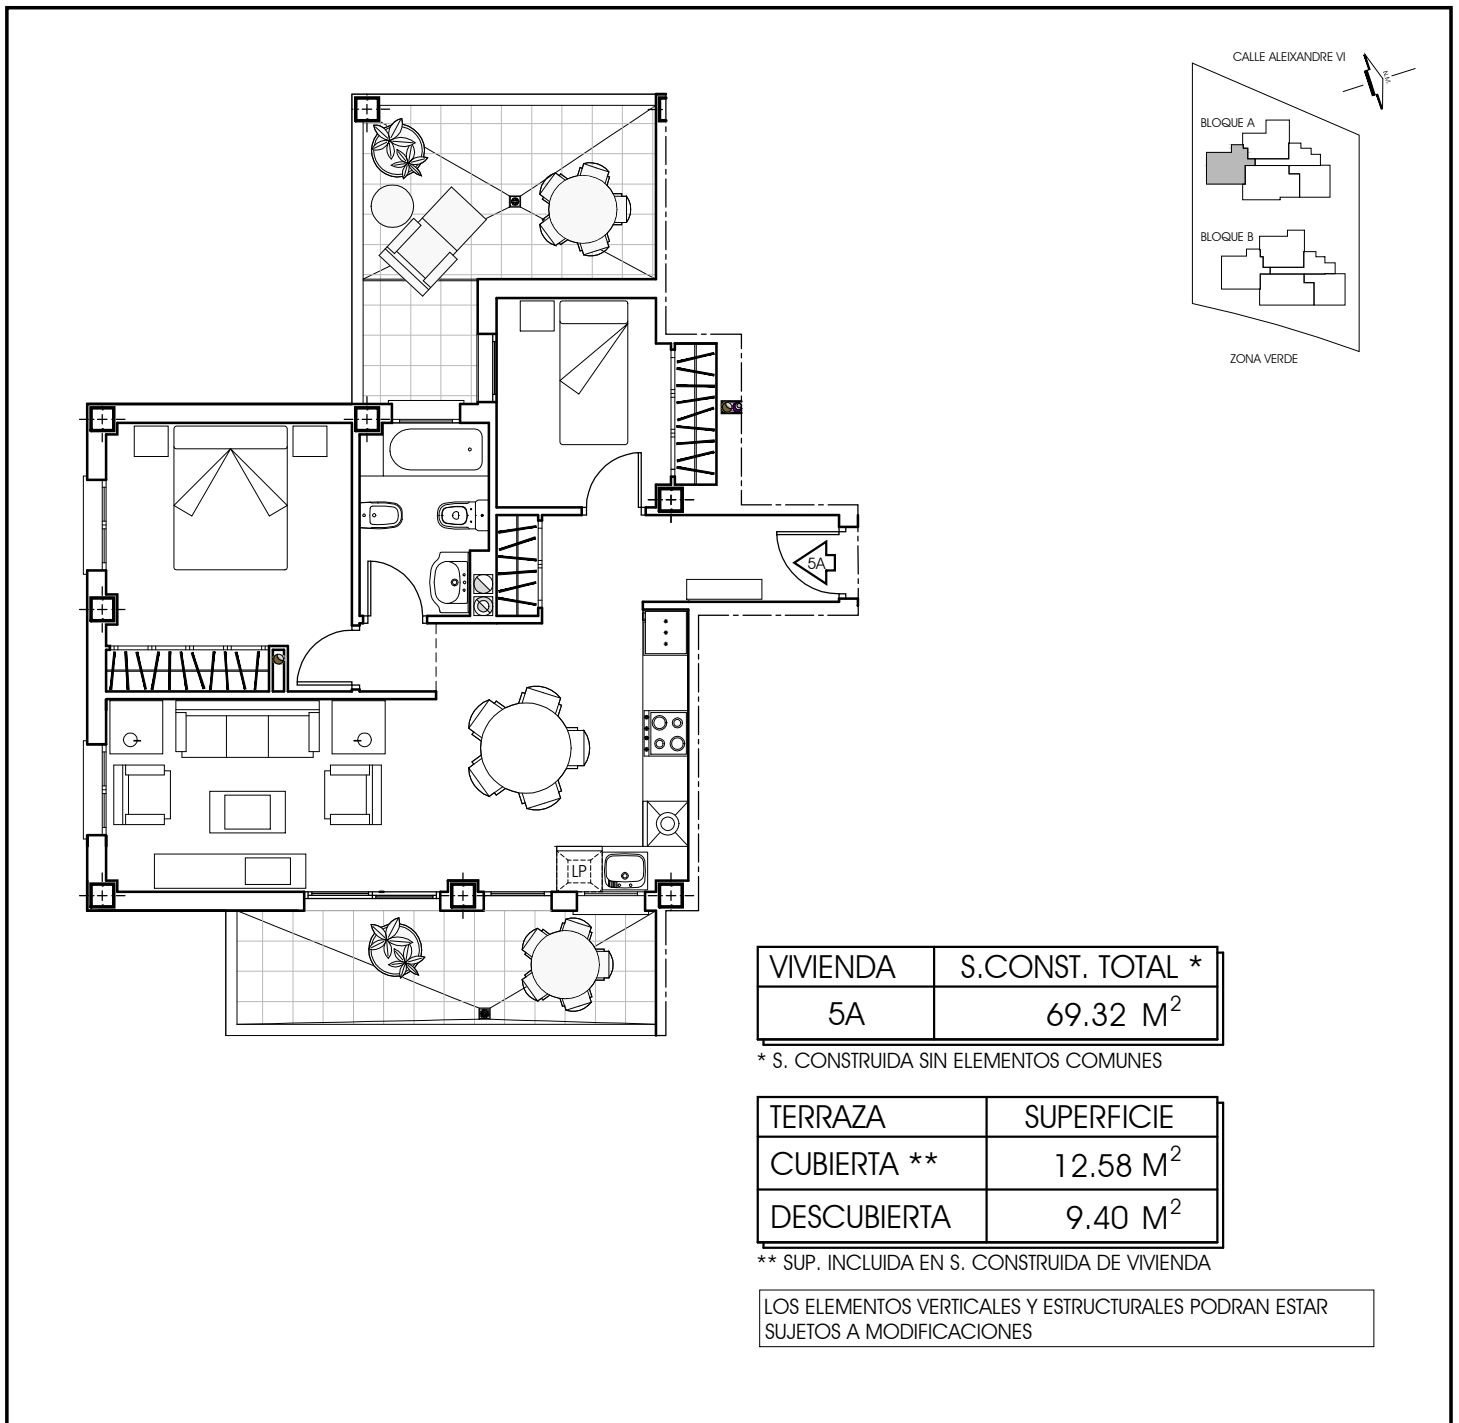 CALLE ALEIXANDRE VI
N.M.
BLOQUE A
BLOQUE B
ZONA VERDE
5A
LP
VIVIENDA S.CONST. TOTAL *
5A 69.32 M²
* S. CONSTRUIDA SIN ELEMENTOS COMUNES
TERRAZA SUPERFICIE
CUBIERTA ** 12.58 M²
DESCUBIERTA 9.40 M²
** SUP. INCLUIDA EN S. CONSTRUIDA DE VIVIENDA
LOS ELEMENTOS VERTICALES Y ESTRUCTURALES PODRAN ESTAR
SUJETOS A MODIFICACIONES